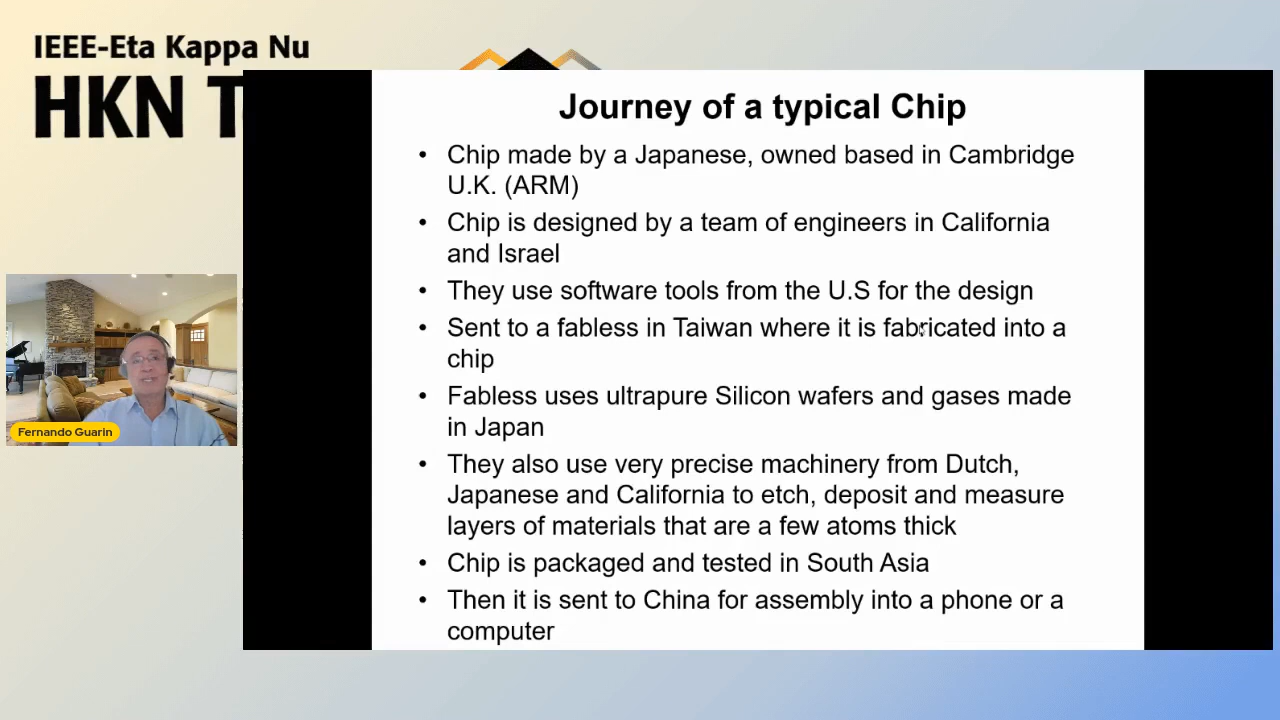 IEEE-Eta Kappa Nu
HKN T
Journey of a typical Chip
• Chip made by a Japanese, owned based in Cambridge
U.K. (ARM)
• Chip is designed by a team of engineers in California
and Israel
• They use software tools from the U.S for the design
• Sent to a fabless in Taiwan where it is fabricated into a
chip
• Fabless uses ultrapure Silicon wafers and gases made
in Japan
• They also use very precise machinery from Dutch,
Japanese and California to etch, deposit and measure
layers of materials that are a few atoms thick
• Chip is packaged and tested in South Asia
• Then it is sent to China for assembly into a phone or a
computer
Fernando Guarin